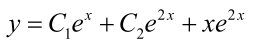 y = C₁eˣ + C₂e²ˣ + xe²ˣ